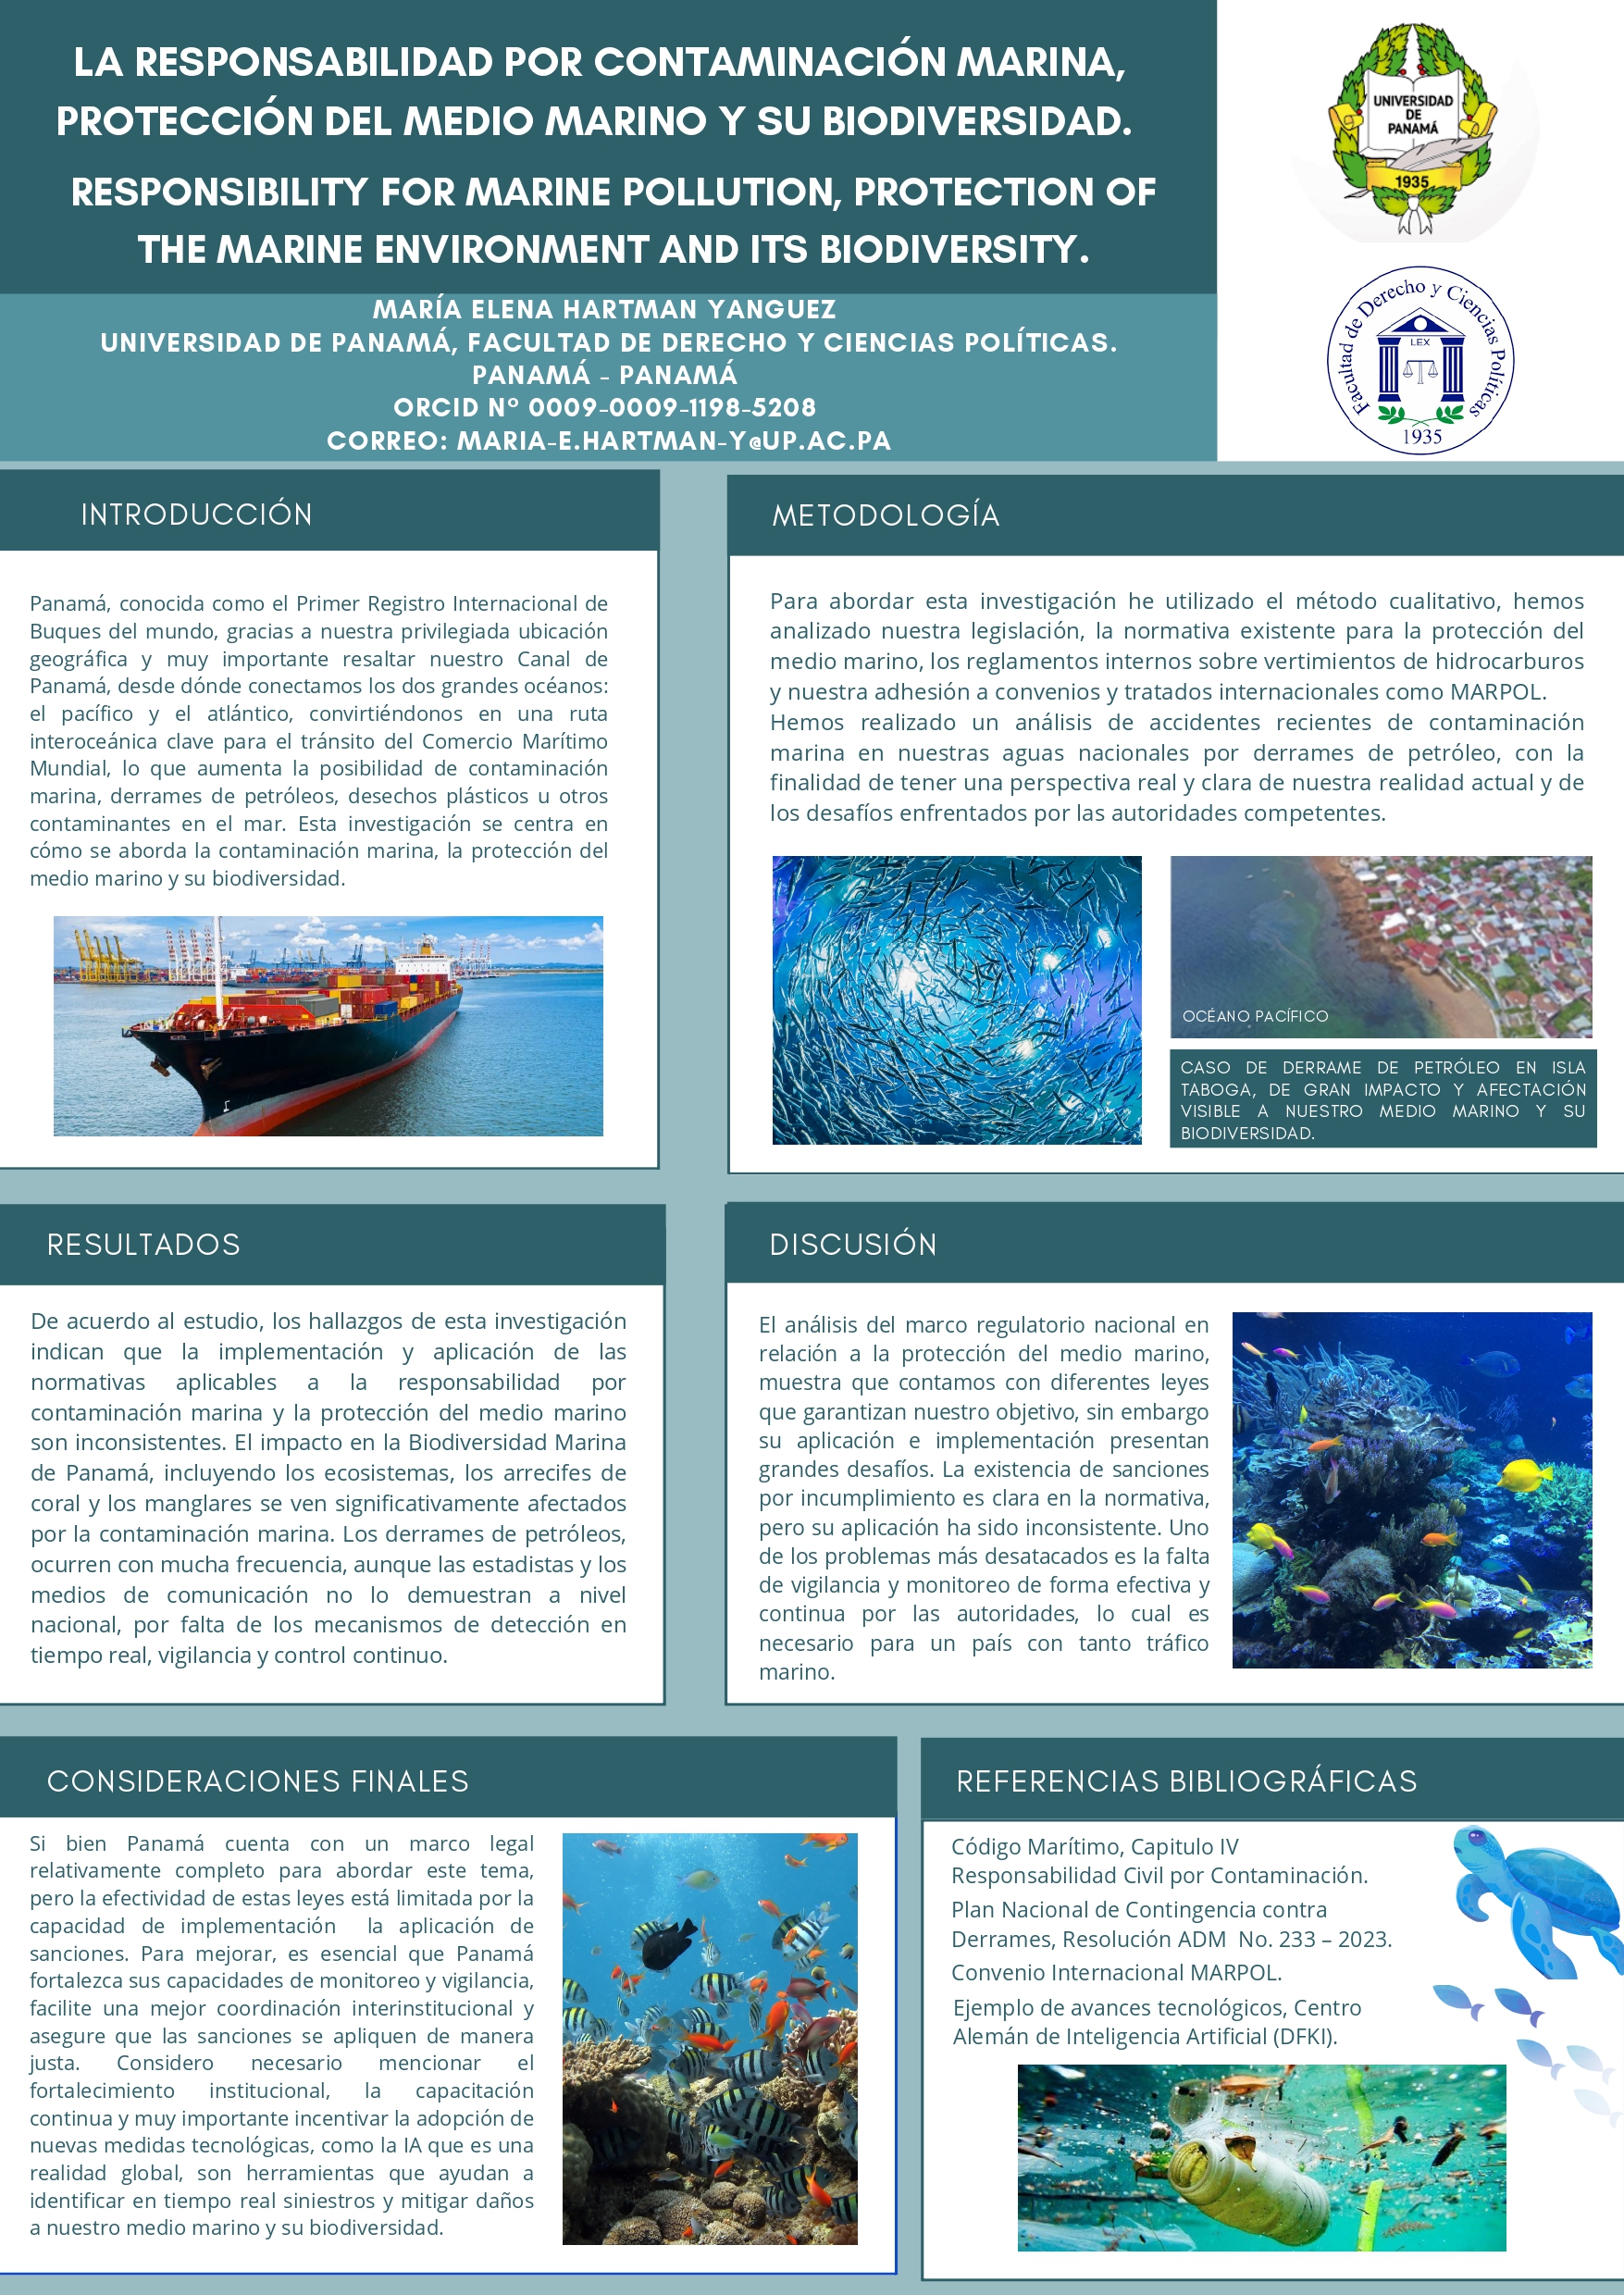 LA RESPONSABILIDAD POR CONTAMINACIÓN MARINA,
PROTECCIÓN DEL MEDIO MARINO Y SU BIODIVERSIDAD.
RESPONSIBILITY FOR MARINE POLLUTION, PROTECTION OF
THE MARINE ENVIRONMENT AND ITS BIODIVERSITY.
MARÍA ELENA HARTMAN YANGUEZ
UNIVERSIDAD DE PANAMÁ, FACULTAD DE DERECHO Y CIENCIAS POLÍTICAS.
PANAMÁ - PANAMÁ
ORCID N° 0009-0009-1198-5208
CORREO: MARIA-E.HARTMAN-Y@UP.AC.PA
UNIVERSIDAD
DE
PANAMÁ
1935
Facultad de Derecho y Ciencias Políticas
LEX
1935
INTRODUCCIÓN
Panamá, conocida como el Primer Registro Internacional de
Buques del mundo, gracias a nuestra privilegiada ubicación
geográfica y muy importante resaltar nuestro Canal de
Panamá, desde dónde conectamos los dos grandes océanos:
el pacífico y el atlántico, convirtiéndonos en una ruta
interoceánica clave para el tránsito del Comercio Marítimo
Mundial, lo que aumenta la posibilidad de contaminación
marina, derrames de petróleos, desechos plásticos u otros
contaminantes en el mar. Esta investigación se centra en
cómo se aborda la contaminación marina, la protección del
medio marino y su biodiversidad.
METODOLOGÍA
Para abordar esta investigación he utilizado el método cualitativo, hemos
analizado nuestra legislación, la normativa existente para la protección del
medio marino, los reglamentos internos sobre vertimientos de hidrocarburos
y nuestra adhesión a convenios y tratados internacionales como MARPOL.
Hemos realizado un análisis de accidentes recientes de contaminación
marina en nuestras aguas nacionales por derrames de petróleo, con la
finalidad de tener una perspectiva real y clara de nuestra realidad actual y de
los desafíos enfrentados por las autoridades competentes.
OCÉANO PACÍFICO
CASO DE DERRAME DE PETRÓLEO EN ISLA
TABOGA, DE GRAN IMPACTO Y AFECTACIÓN
VISIBLE A NUESTRO MEDIO MARINO Y SU
BIODIVERSIDAD.
RESULTADOS
De acuerdo al estudio, los hallazgos de esta investigación
indican que la implementación y aplicación de las
normativas aplicables a la responsabilidad por
contaminación marina y la protección del medio marino
son inconsistentes. El impacto en la Biodiversidad Marina
de Panamá, incluyendo los ecosistemas, los arrecifes de
coral y los manglares se ven significativamente afectados
por la contaminación marina. Los derrames de petróleos,
ocurren con mucha frecuencia, aunque las estadistas y los
medios de comunicación no lo demuestran a nivel
nacional, por falta de los mecanismos de detección en
tiempo real, vigilancia y control continuo.
DISCUSIÓN
El análisis del marco regulatorio nacional en
relación a la protección del medio marino,
muestra que contamos con diferentes leyes
que garantizan nuestro objetivo, sin embargo
su aplicación e implementación presentan
grandes desafíos. La existencia de sanciones
por incumplimiento es clara en la normativa,
pero su aplicación ha sido inconsistente. Uno
de los problemas más desatacados es la falta
de vigilancia y monitoreo de forma efectiva y
continua por las autoridades, lo cual es
necesario para un país con tanto tráfico
marino.
CONSIDERACIONES FINALES
Si bien Panamá cuenta con un marco legal
relativamente completo para abordar este tema,
pero la efectividad de estas leyes está limitada por la
capacidad de implementación la aplicación de
sanciones. Para mejorar, es esencial que Panamá
fortalezca sus capacidades de monitoreo y vigilancia,
facilite una mejor coordinación interinstitucional y
asegure que las sanciones se apliquen de manera
justa. Considero necesario mencionar el
fortalecimiento institucional, la capacitación
continua y muy importante incentivar la adopción de
nuevas medidas tecnológicas, como la IA que es una
realidad global, son herramientas que ayudan a
identificar en tiempo real siniestros y mitigar daños
a nuestro medio marino y su biodiversidad.
REFERENCIAS BIBLIOGRÁFICAS
Código Marítimo, Capitulo IV
Responsabilidad Civil por Contaminación.
Plan Nacional de Contingencia contra
Derrames, Resolución ADM No. 233 – 2023.
Convenio Internacional MARPOL.
Ejemplo de avances tecnológicos, Centro
Alemán de Inteligencia Artificial (DFKI).